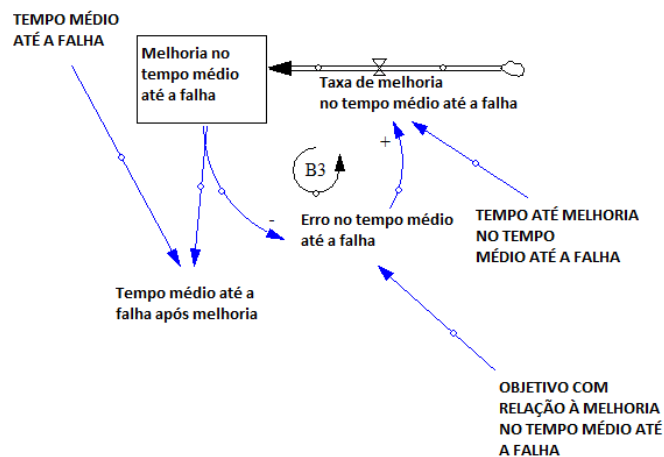 TEMPO MÉDIO
ATÉ A FALHA
Melhoria no
tempo médio
até a falha
Taxa de melhoria
no tempo médio até a falha
+
B3
-
Erro no tempo médio
até a falha
TEMPO ATÉ MELHORIA
NO TEMPO
MÉDIO ATÉ A FALHA
Tempo médio até a
falha após melhoria
OBJETIVO COM
RELAÇÃO À MELHORIA
NO TEMPO MÉDIO ATÉ
A FALHA